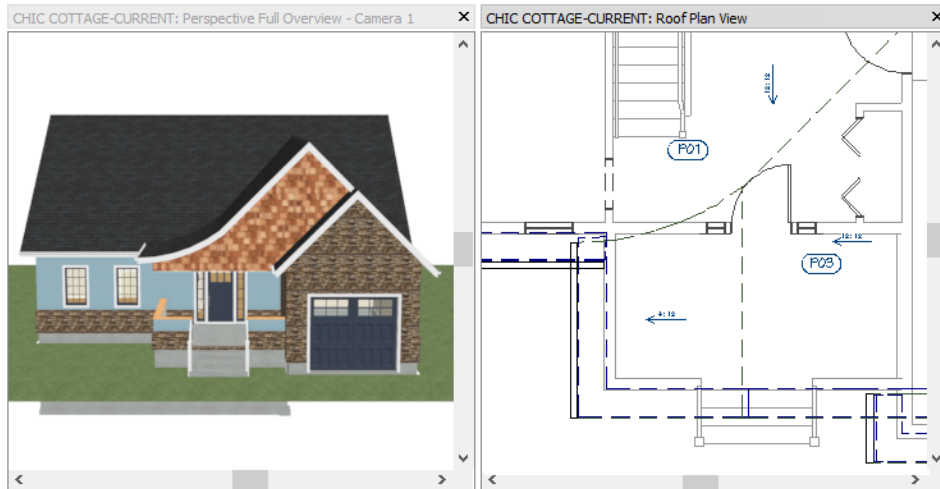 CHIC COTTAGE-CURRENT: Perspective Full Overview - Camera 1
CHIC COTTAGE-CURRENT: Roof Plan View
12:12
P01
12:12
P03
4:12